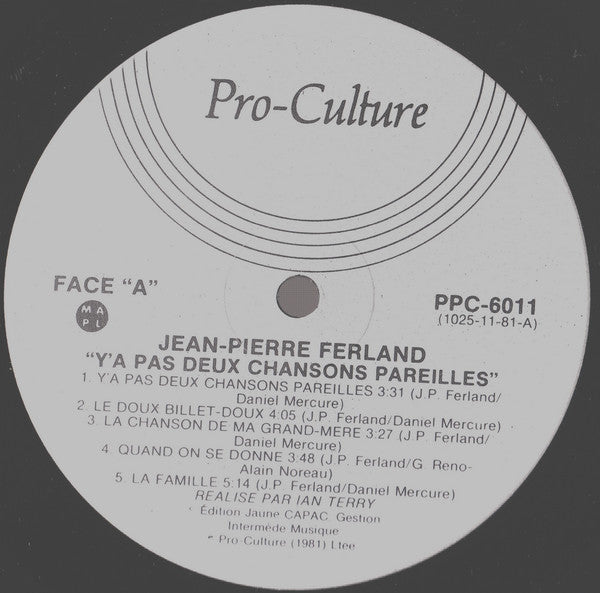 Pro-Culture
FACE "A"
M A
P L
PPC-6011
(1025-11-81-A)
JEAN-PIERRE FERLAND
"Y'A PAS DEUX CHANSONS PAREILLES"
1. Y'A PAS DEUX CHANSONS PAREILLES 3:31 (J.P. Ferland/
Daniel Mercure)
2. LE DOUX BILLET-DOUX 4:05 (J.P. Ferland/Daniel Mercure)
3. LA CHANSON DE MA GRAND-MERE 3:27 (J.P. Ferland/
Daniel Mercure)
4. QUAND ON SE DONNE 3:48 (J.P. Ferland/G. Reno-
Alain Noreau)
5. LA FAMILLE 5:14 (J.P. Ferland/Daniel Mercure)
REALISE PAR IAN TERRY
Édition Jaune CAPAC. Gestion
Intermède Musique
Pro-Culture (1981) Ltee